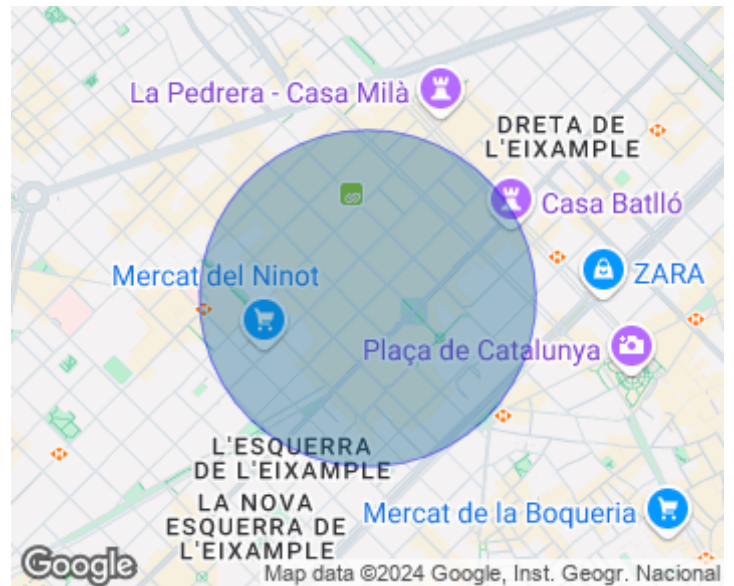 La Pedrera - Casa Milà
DRETA DE
L'EIXAMPLE
Casa Batlló
Mercat del Ninot
ZARA
Plaça de Catalunya
L'ESQUERRA
DE L'EIXAMPLE
LA NOVA
ESQUERRA DE
L'EIXAMPLE
Mercat de la Boqueria
Google
Map data ©2024 Google, Inst. Geogr. Nacional